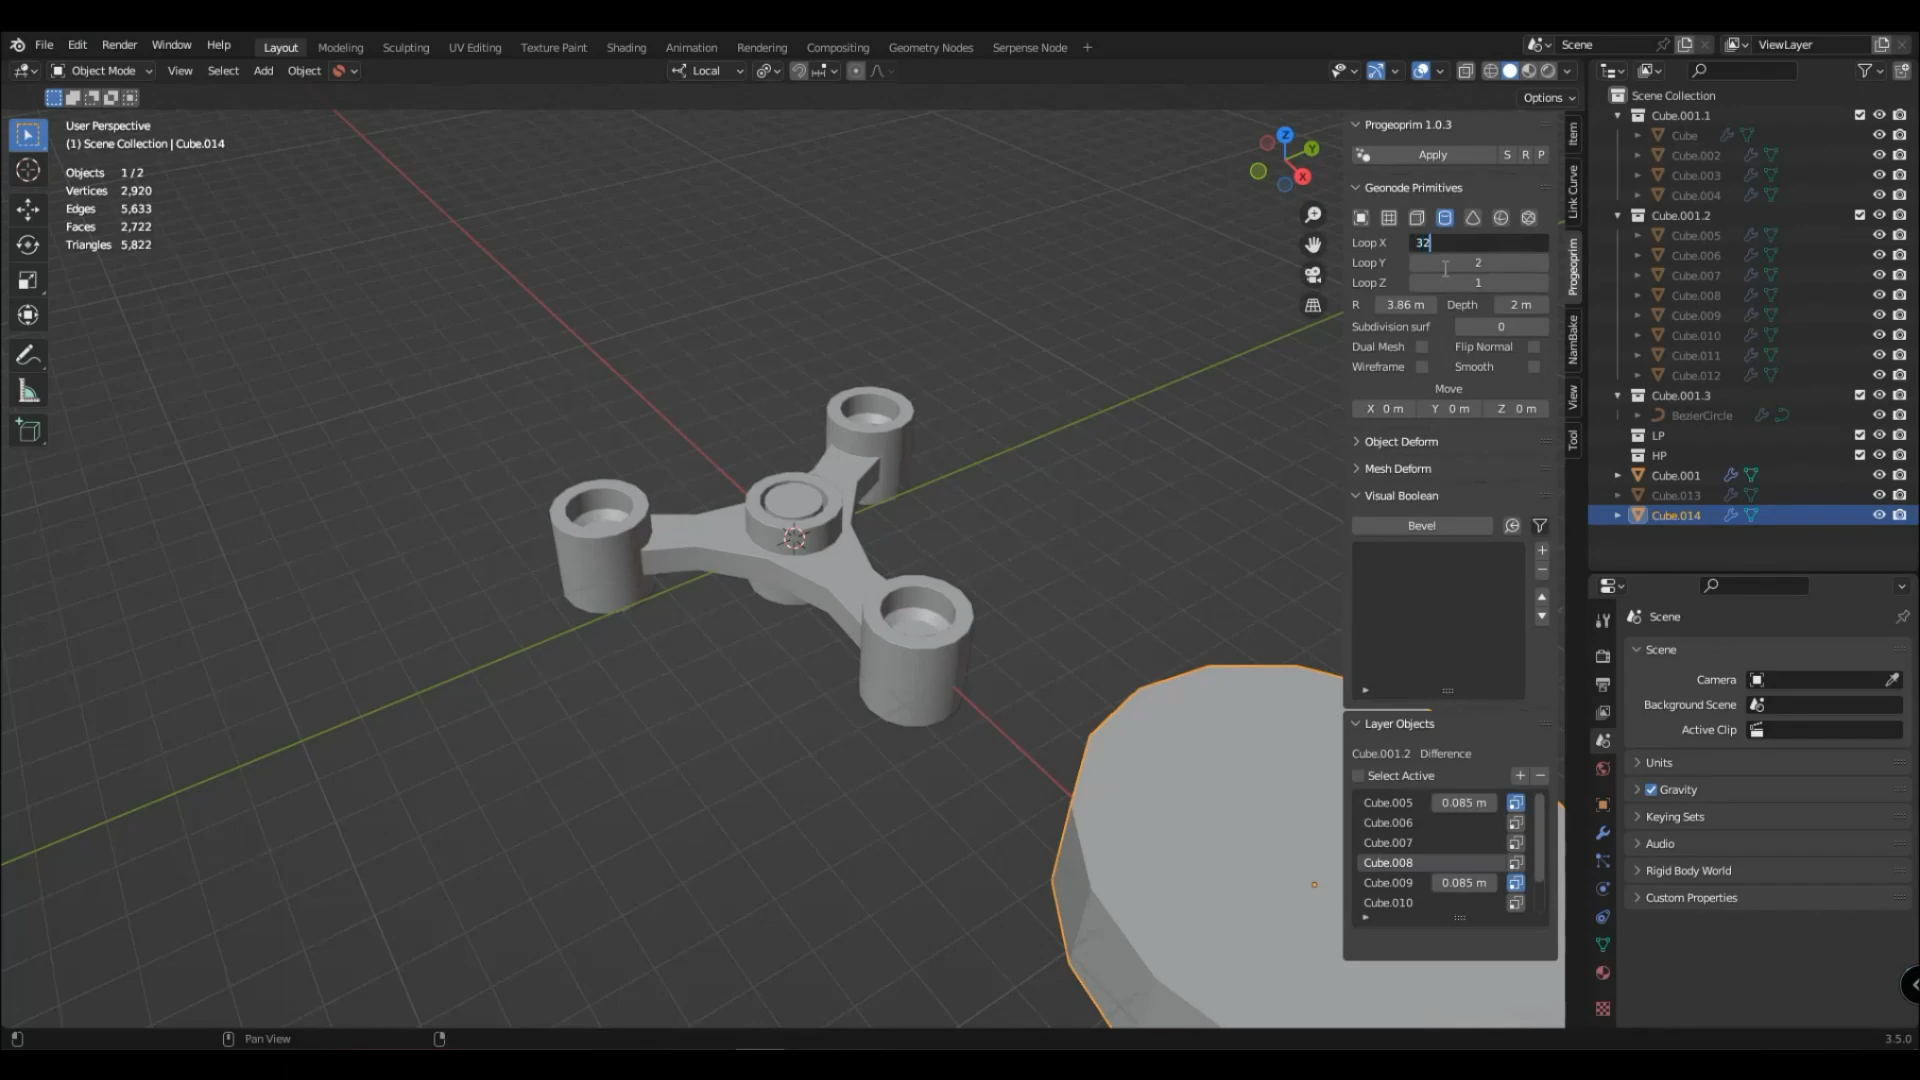 File Edit Render Window Help Layout Modeling Sculpting UV Editing Texture Paint Shading Animation Rendering Compositing Geometry Nodes Serpense Node + Scene ViewLayer
Object Mode View Select Add Object Local
Options
User Perspective
(1) Scene Collection | Cube.014
Objects 1 / 2
Vertices 2,920
Edges 5,633
Faces 2,722
Triangles 5,822
Z
Y
X
Progeoprim 1.0.3
Apply S R P
Geonode Primitives
Loop X 32
Loop Y 2
Loop Z 1
R 3.86 m Depth 2 m
Subdivision surf 0
Dual Mesh Flip Normal
Wireframe Smooth
Move
X 0 m Y 0 m Z 0 m
Object Deform
Mesh Deform
Visual Boolean
Bevel
Layer Objects
Cube.001.2 Difference
Select Active
Cube.005 0.085 m
Cube.006
Cube.007
Cube.008
Cube.009 0.085 m
Cube.010
Item
Link Curve
Progeoprim
NamBake
View
Tool
Scene Collection
Cube.001.1
Cube
Cube.002
Cube.003
Cube.004
Cube.001.2
Cube.005
Cube.006
Cube.007
Cube.008
Cube.009
Cube.010
Cube.011
Cube.012
Cube.001.3
BezierCircle
LP
HP
Cube.001
Cube.013
Cube.014
Scene
Scene
Camera
Background Scene
Active Clip
Units
Gravity
Keying Sets
Audio
Rigid Body World
Custom Properties
Pan View
3.5.0